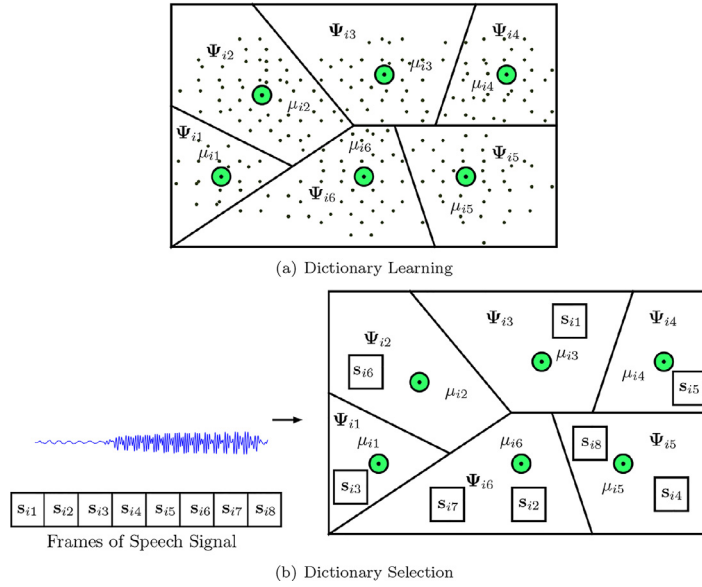 Ψi3
Ψi4
Ψi2
μi3
μi4
μi2
Ψi1
μi1
μi6
Ψi5
Ψi6
μi5
(a) Dictionary Learning
Ψi3
si1
Ψi4
Ψi2
μi3
si6
μi4
si5
μi2
Ψi1
μi1
μi6
si8
Ψi5
si3
Ψi6
μi5
si7
si2
si4
si1 si2 si3 si4 si5 si6 si7 si8
Frames of Speech Signal
(b) Dictionary Selection